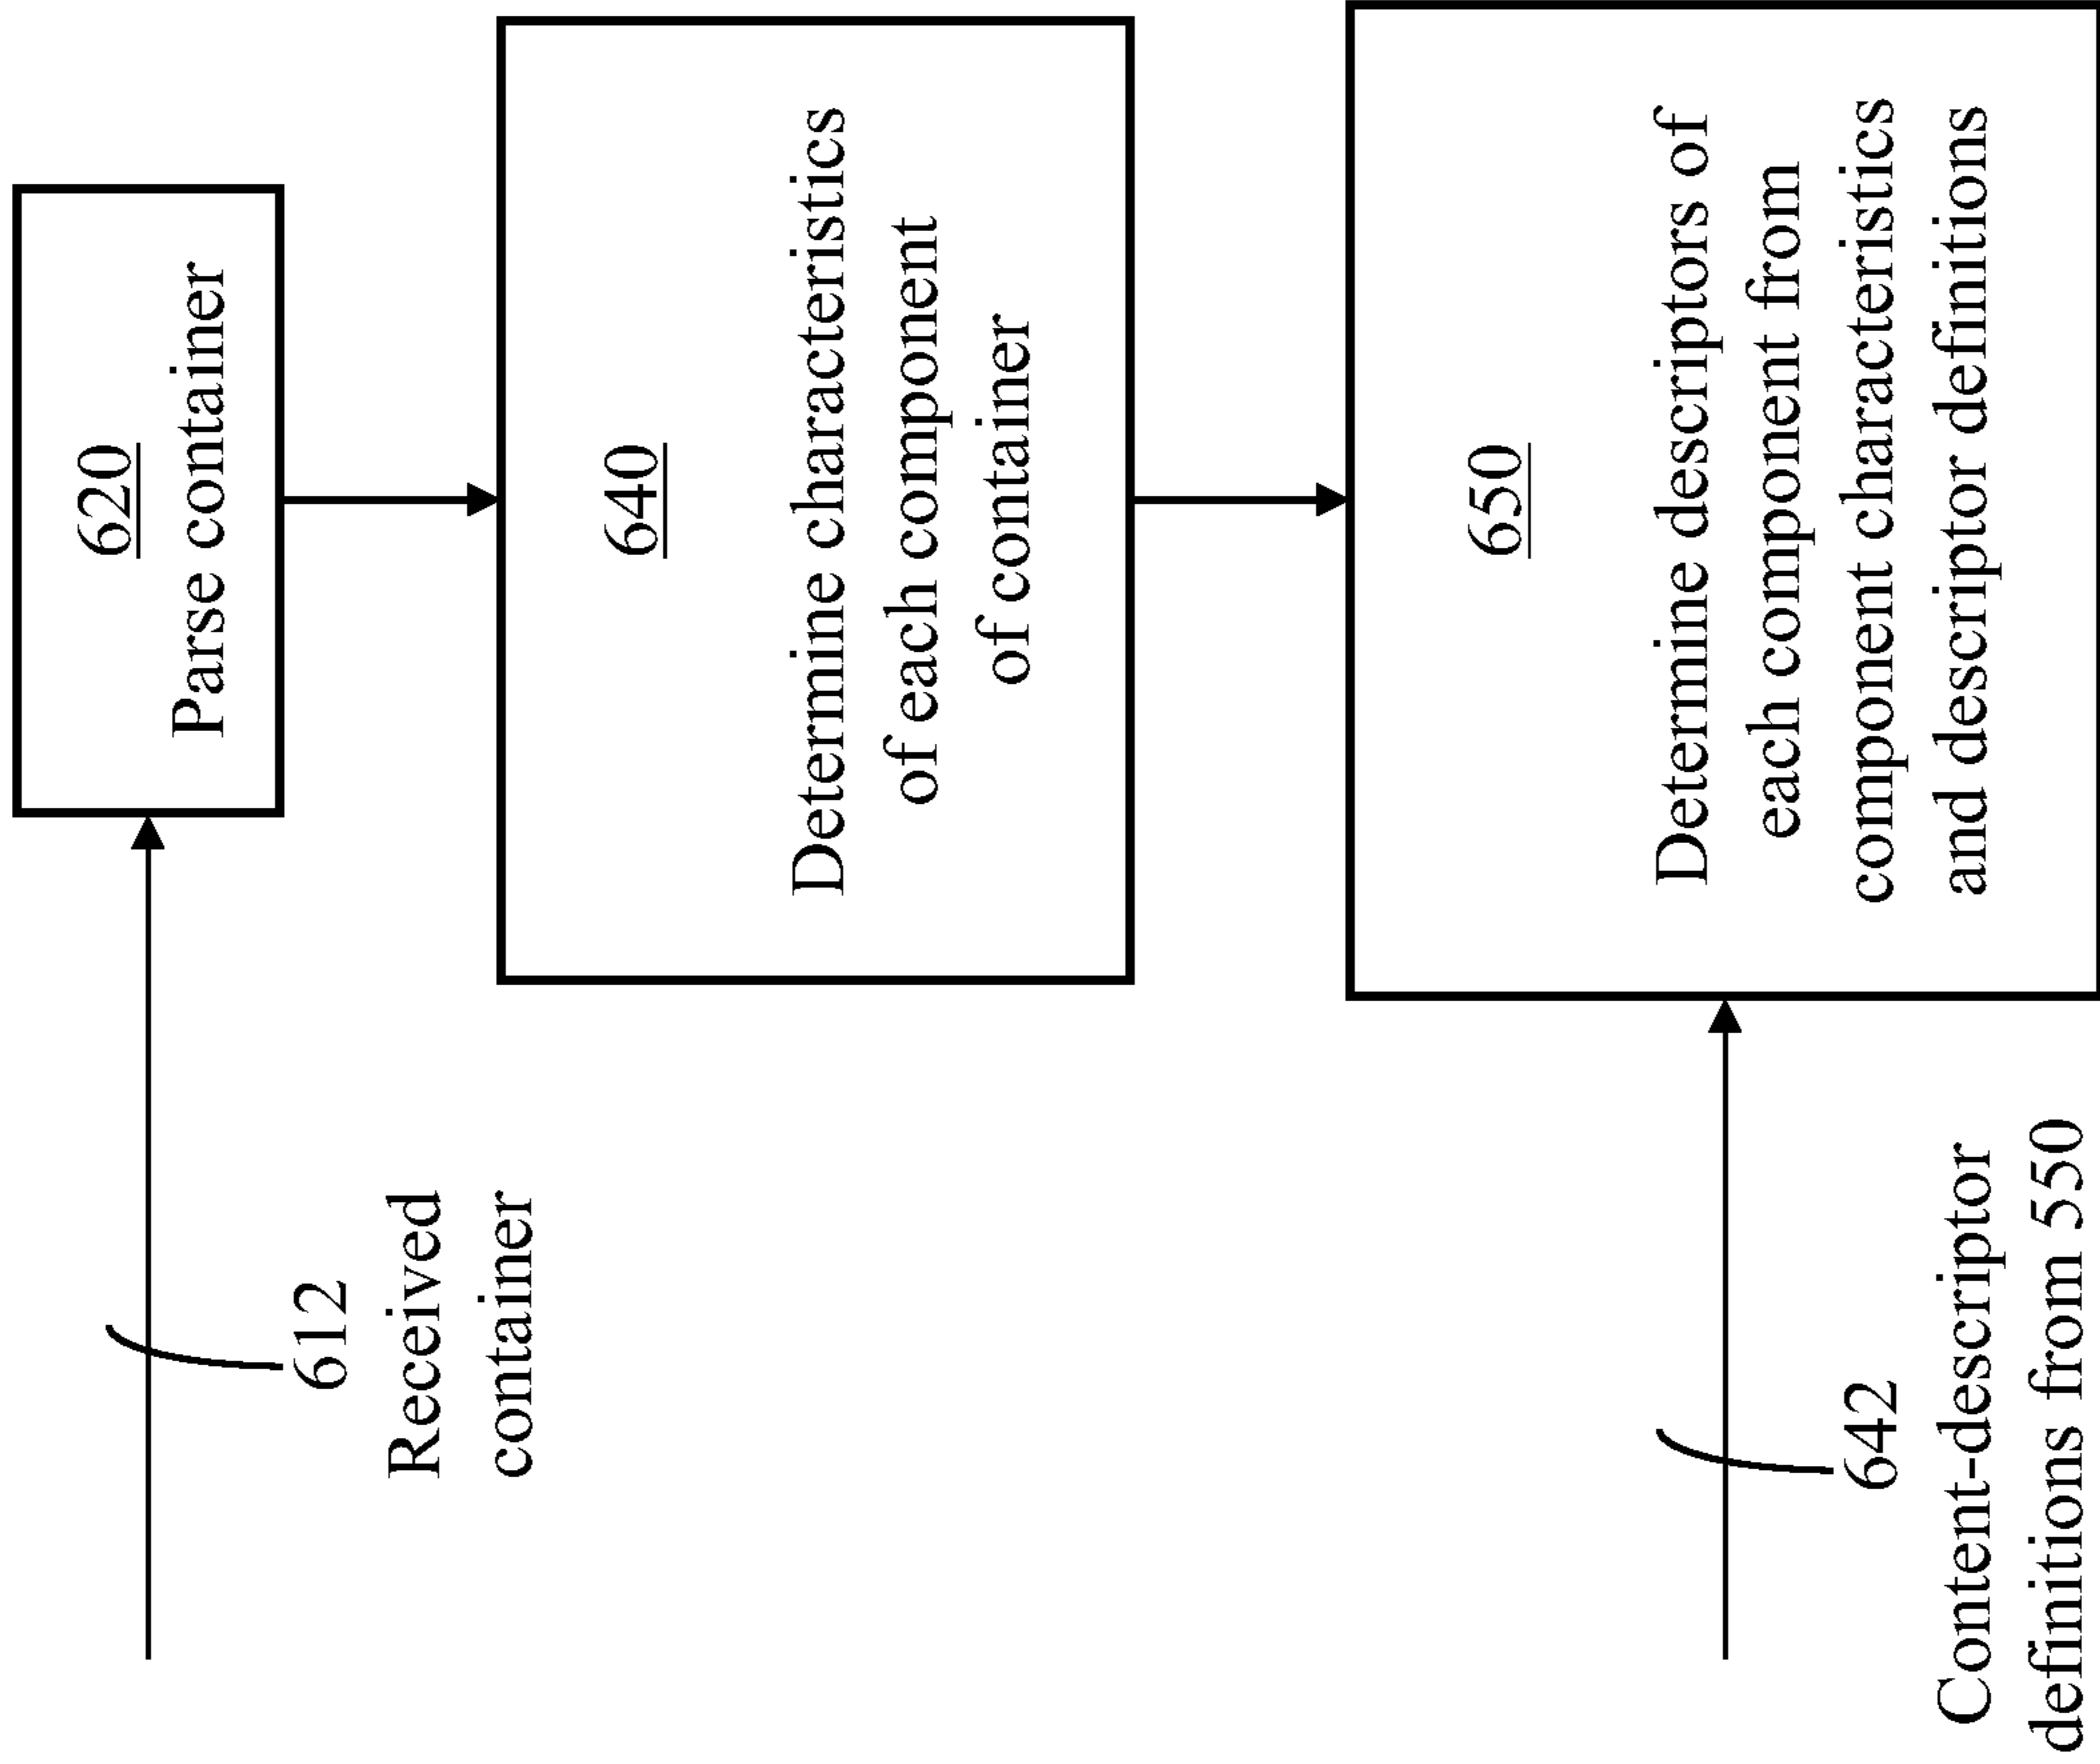 620
Parse container
640
Determine characteristics
of each component
of container
650
Determine descriptors of
each component from
component characteristics
and descriptor definitions
612
Received
container
642
Content-descriptor
definitions from 550